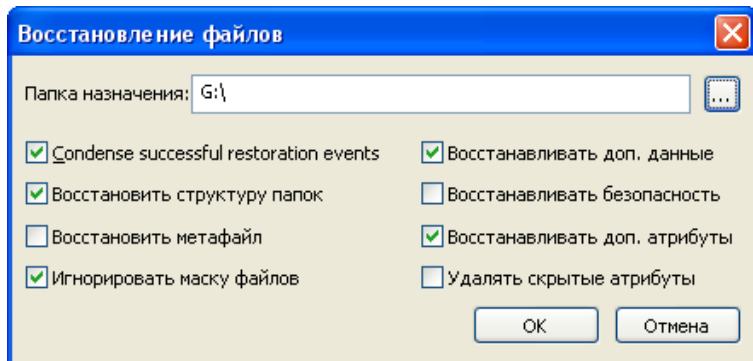 Восстановление файлов
Папка назначения: G:\
...
Condense successful restoration events
Восстанавливать доп. данные
Восстановить структуру папок
Восстанавливать безопасность
Восстановить метафайл
Восстанавливать доп. атрибуты
Игнорировать маску файлов
Удалять скрытые атрибуты
OK
Отмена